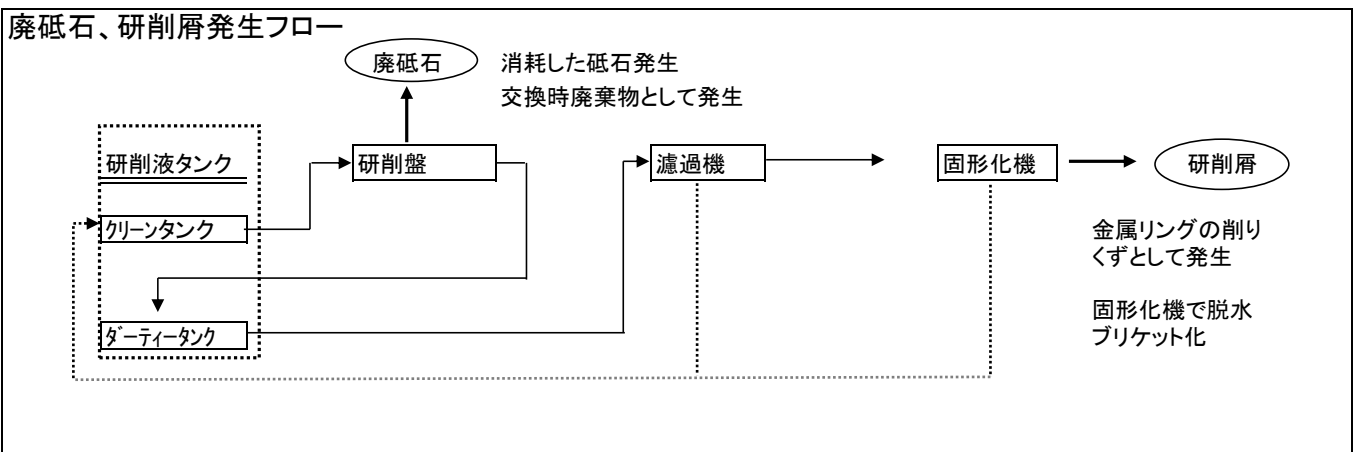 廃砥石、研削屑発生フロー
廃砥石
消耗した砥石発生
交換時廃棄物として発生
研削液タンク
研削盤
濾過機
固形化機
研削屑
ｸﾘｰﾝタンク
金属リングの削り
くずとして発生
固形化機で脱水
ブリケット化
ﾀﾞｰﾃｨｰタンク